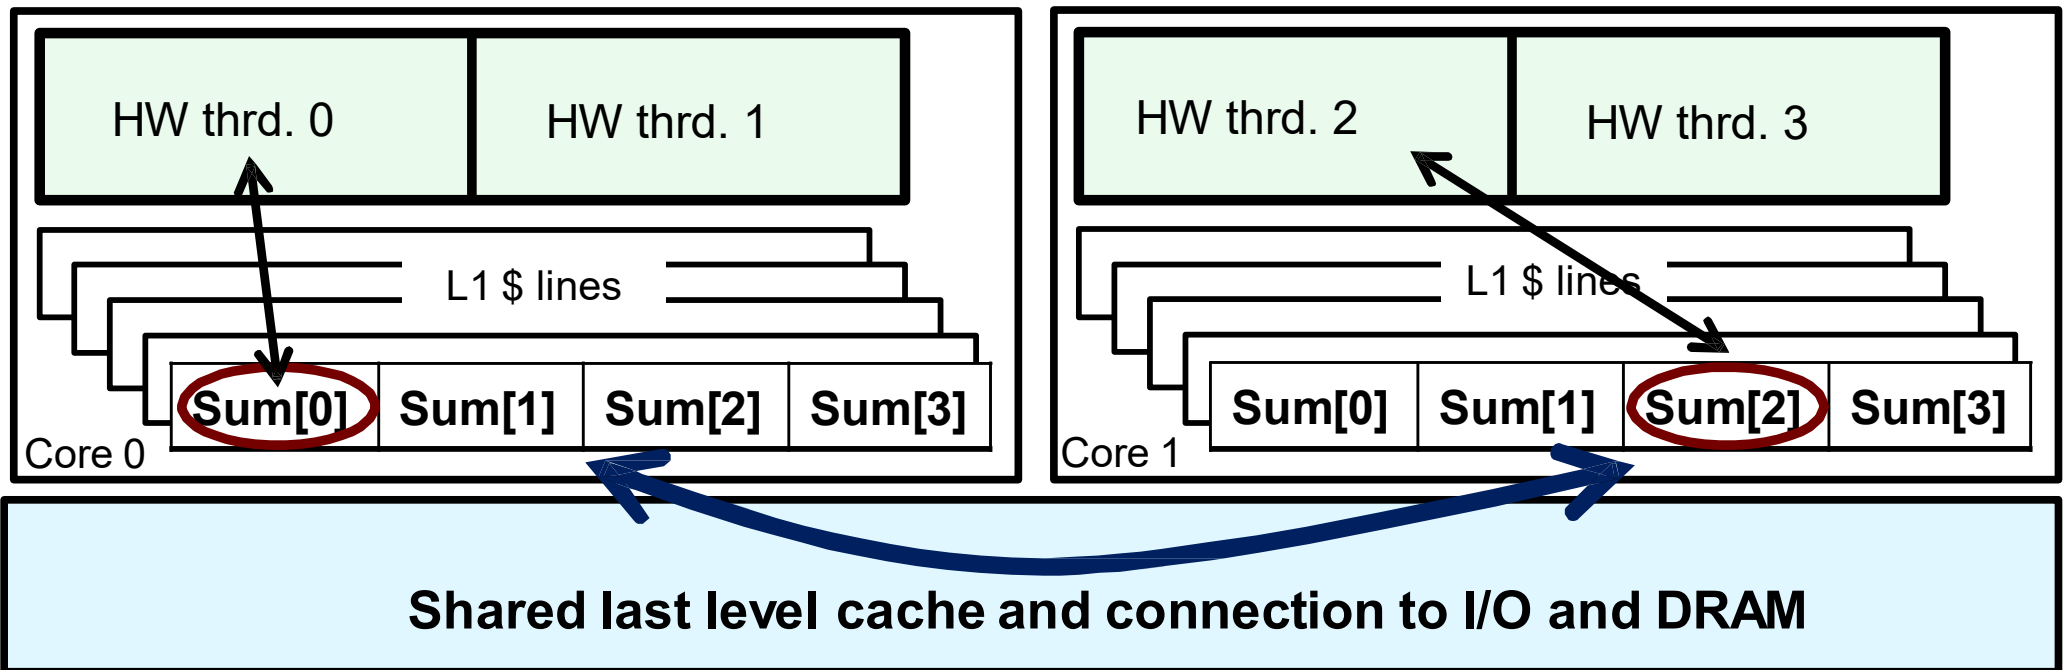 HW thrd. 0
HW thrd. 1
L1 $ lines
Sum[0] Sum[1] Sum[2] Sum[3]
Core 0
HW thrd. 2
HW thrd. 3
L1 $ lines
Sum[0] Sum[1] Sum[2] Sum[3]
Core 1
Shared last level cache and connection to I/O and DRAM